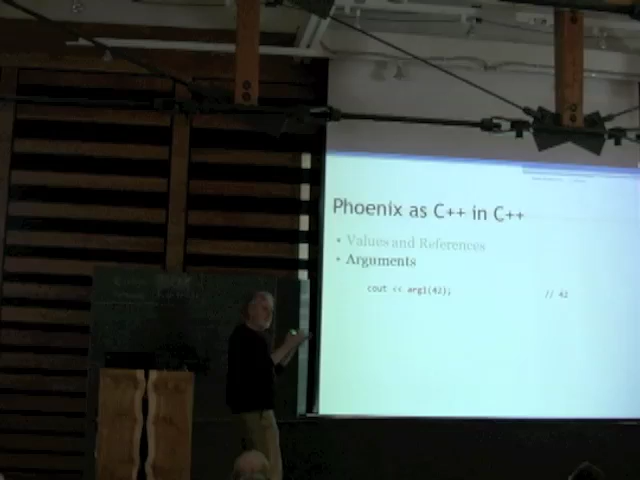 Phoenix as C++ in C++
• Values and References
• Arguments
cout << arg1(42); // 42